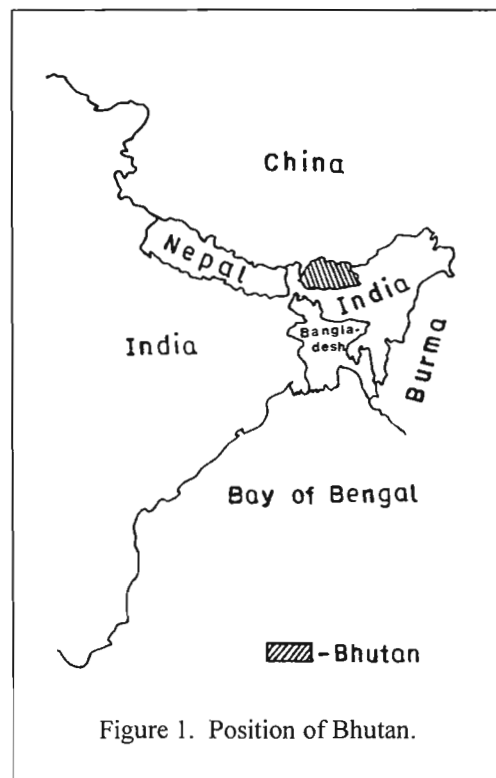 China
Nepal
India
Bangla-
desh
India
Burma
Bay of Bengal
-Bhutan
Figure 1. Position of Bhutan.